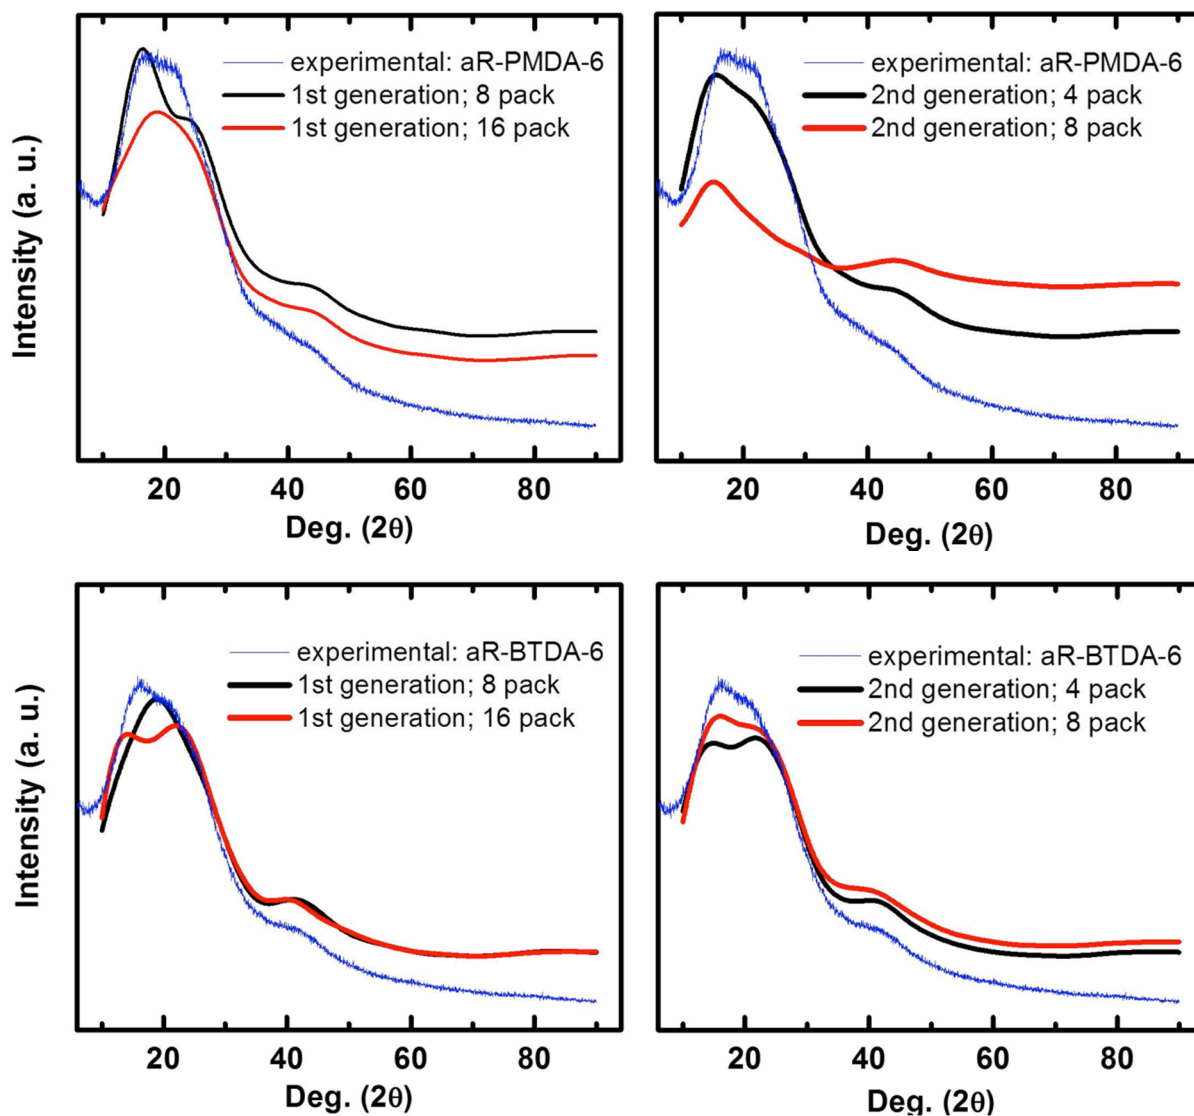 experimental: aR-PMDA-6
1st generation; 8 pack
1st generation; 16 pack
Intensity (a. u.)
20 40 60 80
Deg. (2θ)
experimental: aR-PMDA-6
2nd generation; 4 pack
2nd generation; 8 pack
20 40 60 80
Deg. (2θ)
experimental: aR-BTDA-6
1st generation; 8 pack
1st generation; 16 pack
Intensity (a. u.)
20 40 60 80
Deg. (2θ)
experimental: aR-BTDA-6
2nd generation; 4 pack
2nd generation; 8 pack
20 40 60 80
Deg. (2θ)